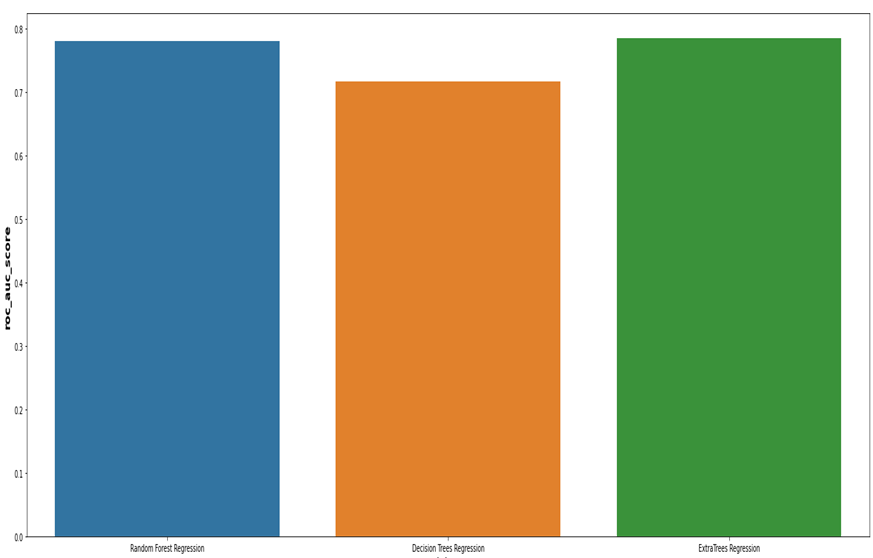 0.8
0.7
0.6
0.5
0.4
0.3
0.2
0.1
0.0
roc_auc_score
Random Forest Regression
Decision Trees Regression
ExtraTrees Regression